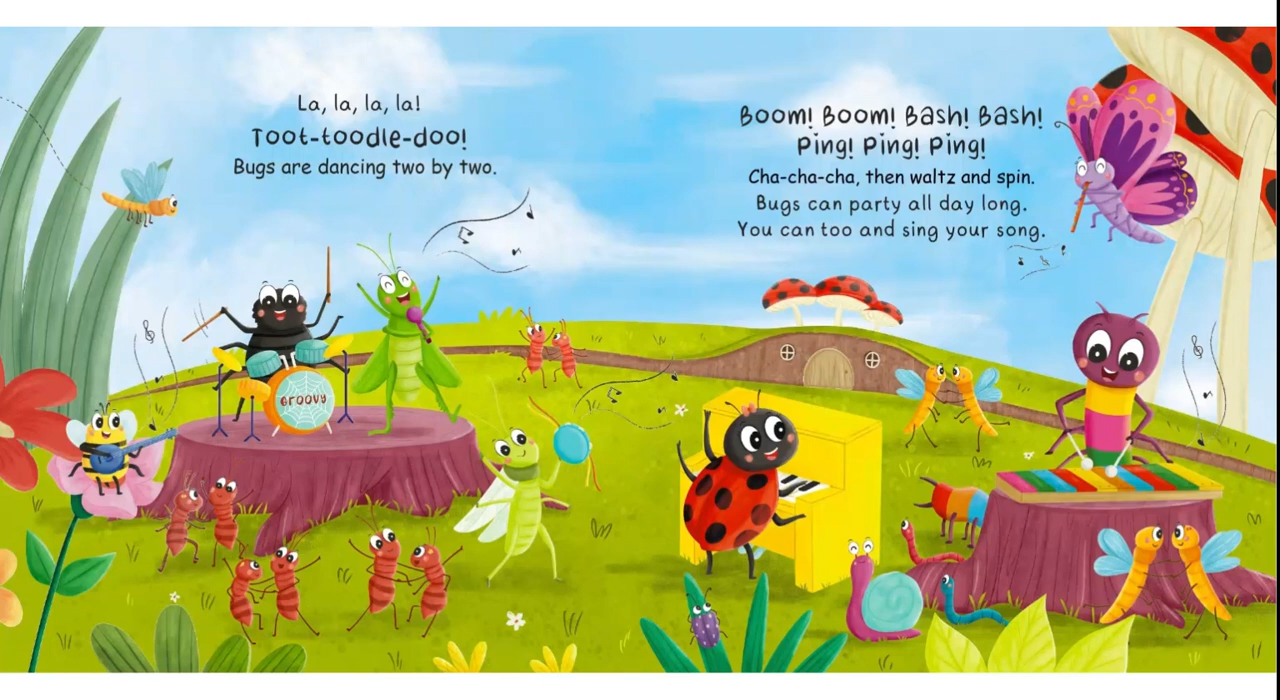 La, la, la, la!
Toot-toodle-doo!
Bugs are dancing two by two.
GROOVY
Boom! Boom! Bash! Bash!
Ping! Ping! Ping!
Cha-cha-cha, then waltz and spin.
Bugs can party all day long.
You can too and sing your song.